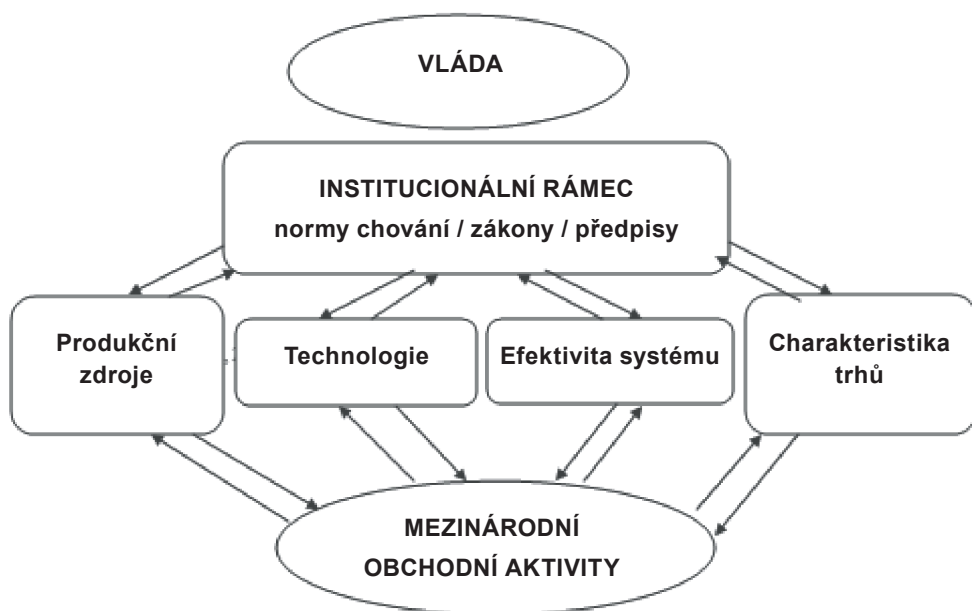 VLÁDA
INSTITUCIONÁLNÍ RÁMEC
normy chování / zákony / předpisy
Produkční
zdroje
Technologie
Efektivita systému
Charakteristika
trhů
MEZINÁRODNÍ
OBCHODNÍ AKTIVITY